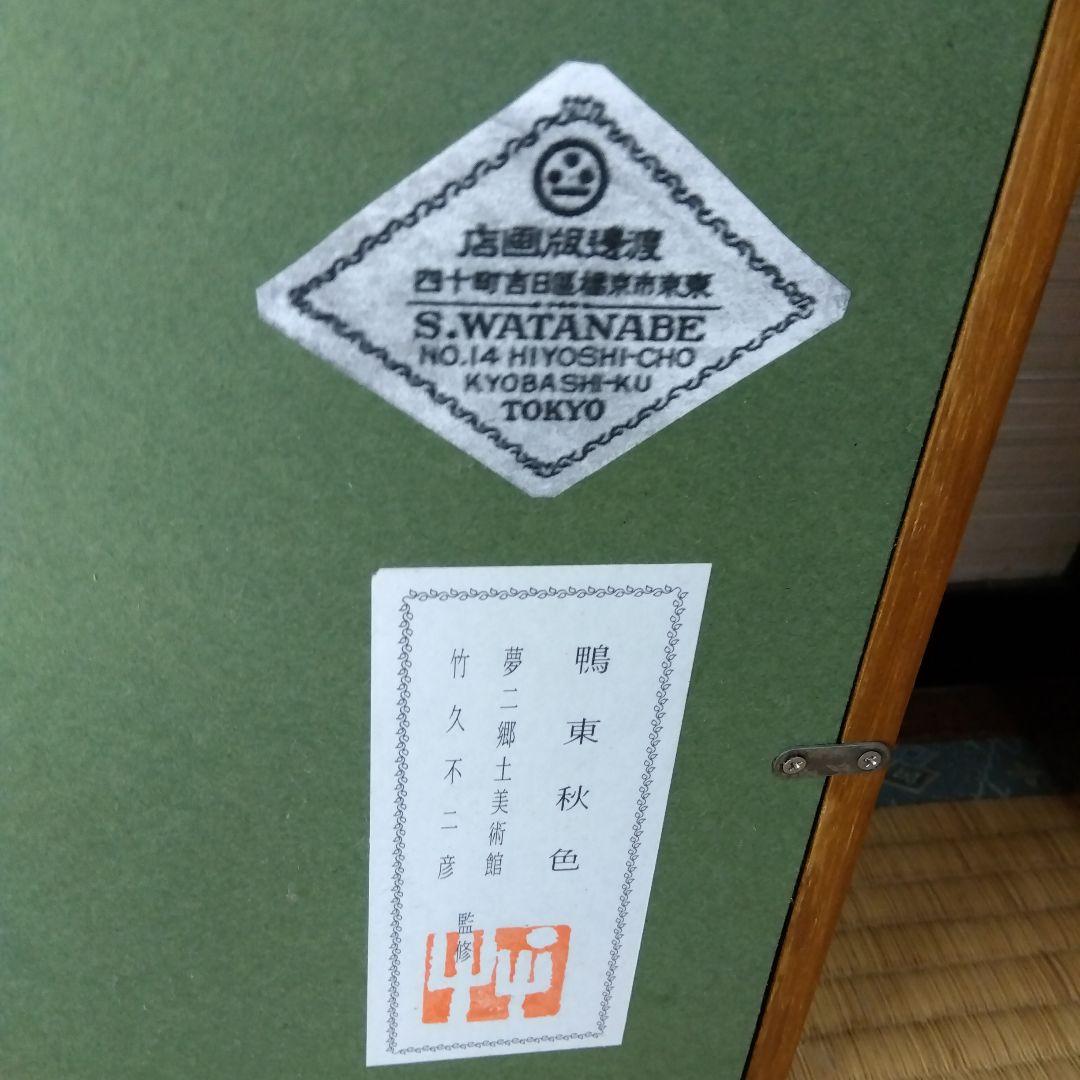 渡邊版画店
東京市京橋區日吉町十四
S.WATANABE
NO.14 HIYOSHI-CHO
KYOBASHI-KU
TOKYO
鴨東秋色
夢二郷土美術館
竹久不二彦
監修